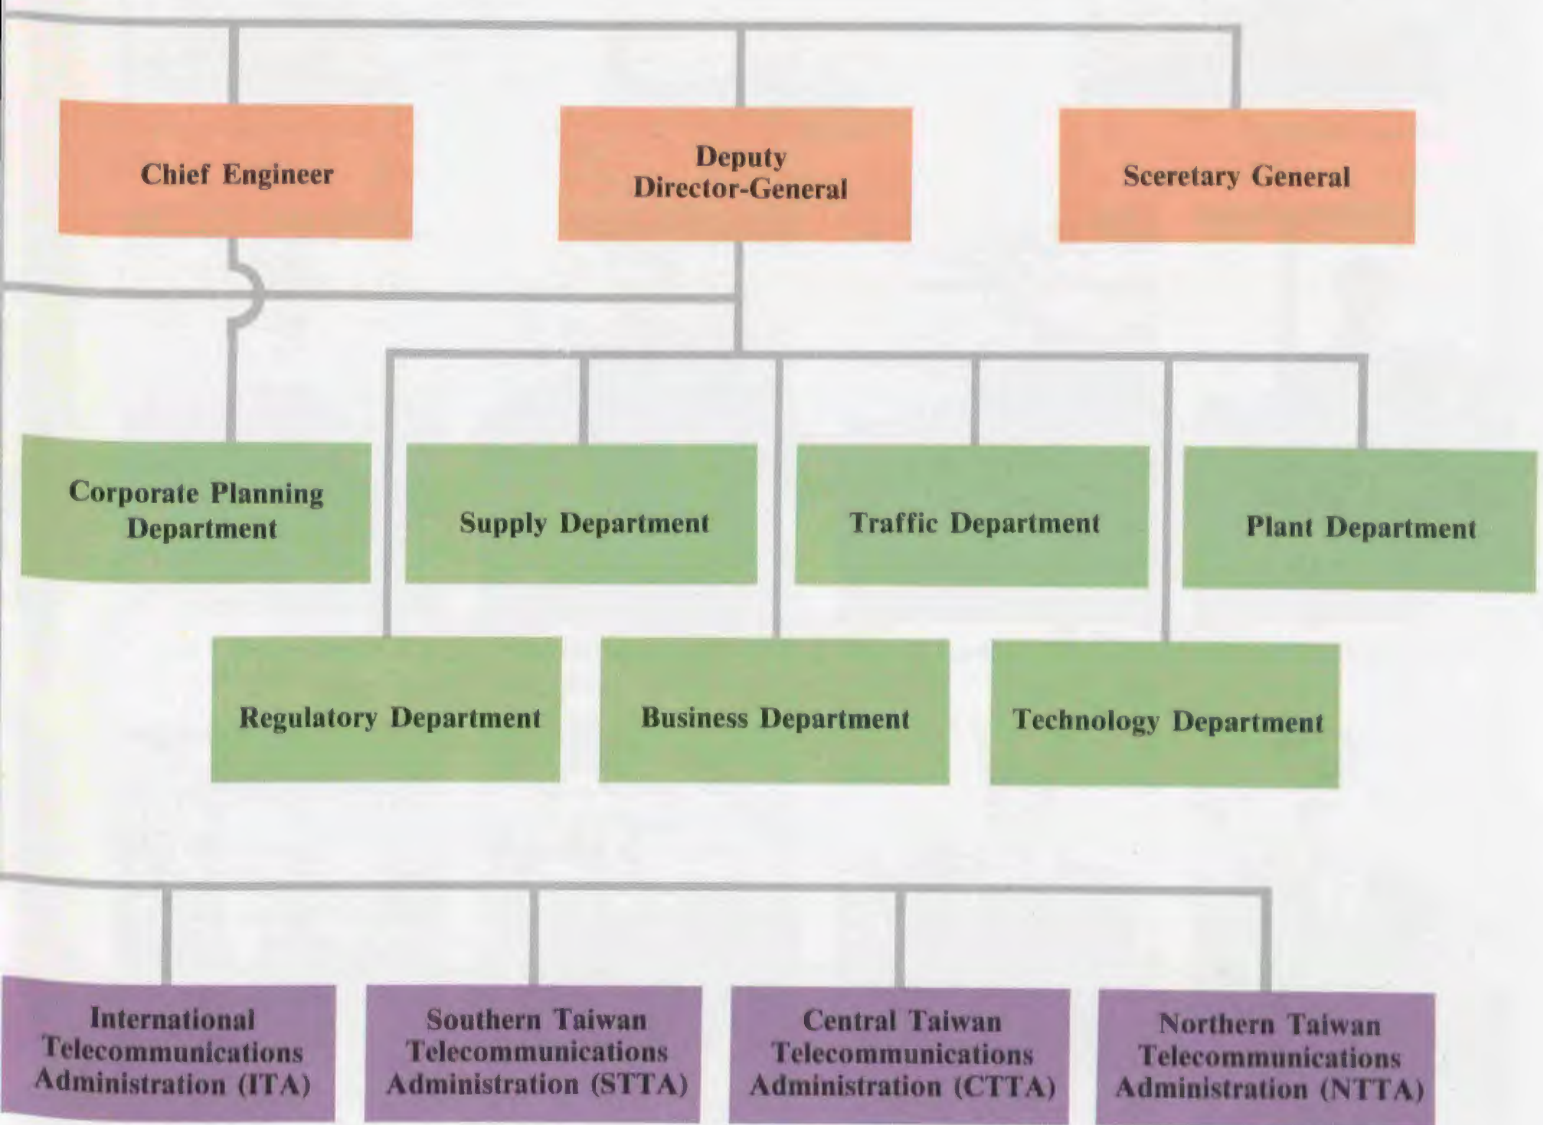 Chief Engineer
Deputy
Director-General
Sceretary General
Corporate Planning
Department
Supply Department
Traffic Department
Plant Department
Regulatory Department
Business Department
Technology Department
International
Telecommunications
Administration (ITA)
Southern Taiwan
Telecommunications
Administration (STTA)
Central Taiwan
Telecommunications
Administration (CTTA)
Northern Taiwan
Telecommunications
Administration (NTTA)